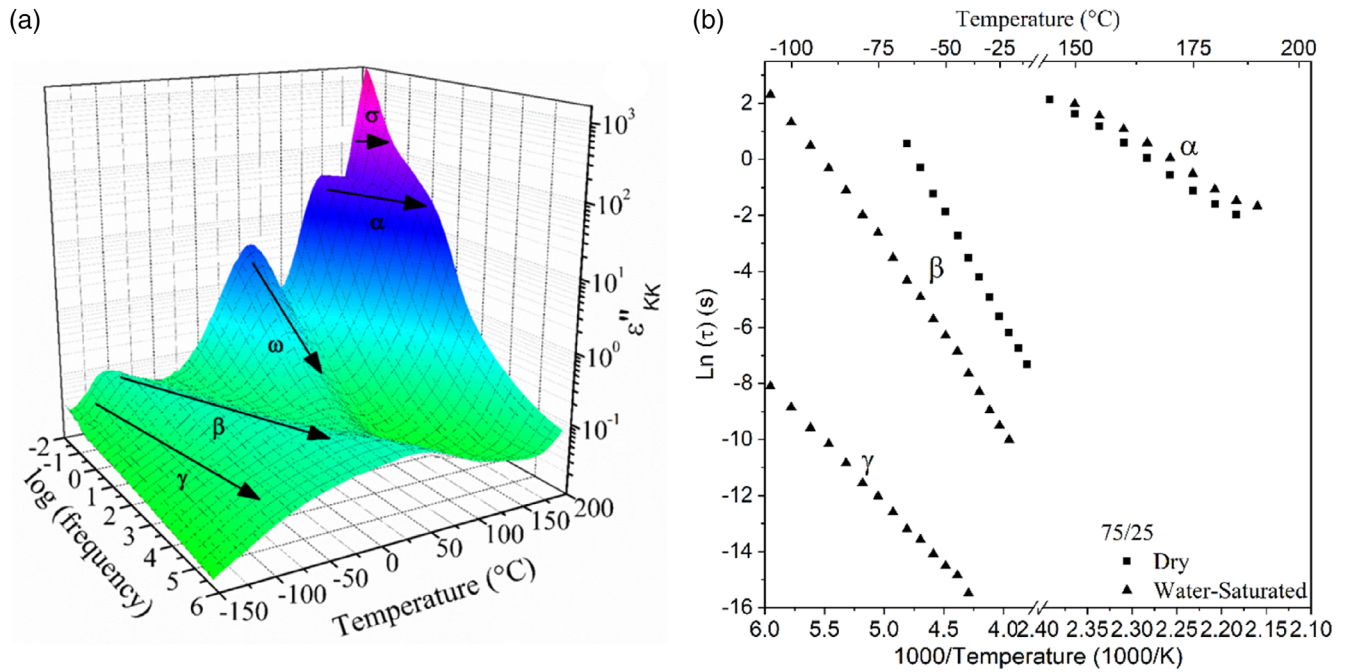 (a)
σ
α
ω
β
γ
10³
10²
10¹
10⁰
10⁻¹
ε"KK
-2
-1
0
1
2
3
4
5
6
log (frequency)
-150
-100
-50
0
50
100
150
200
Temperature (°C)
(b)
Temperature (°C)
-100 -75 -50 -25 150 175 200
2
0
-2
-4
-6
-8
-10
-12
-14
-16
Ln (τ) (s)
α
β
γ
75/25
Dry
Water-Saturated
6.0 5.5 5.0 4.5 4.0 2.40 2.35 2.30 2.25 2.20 2.15 2.10
1000/Temperature (1000/K)